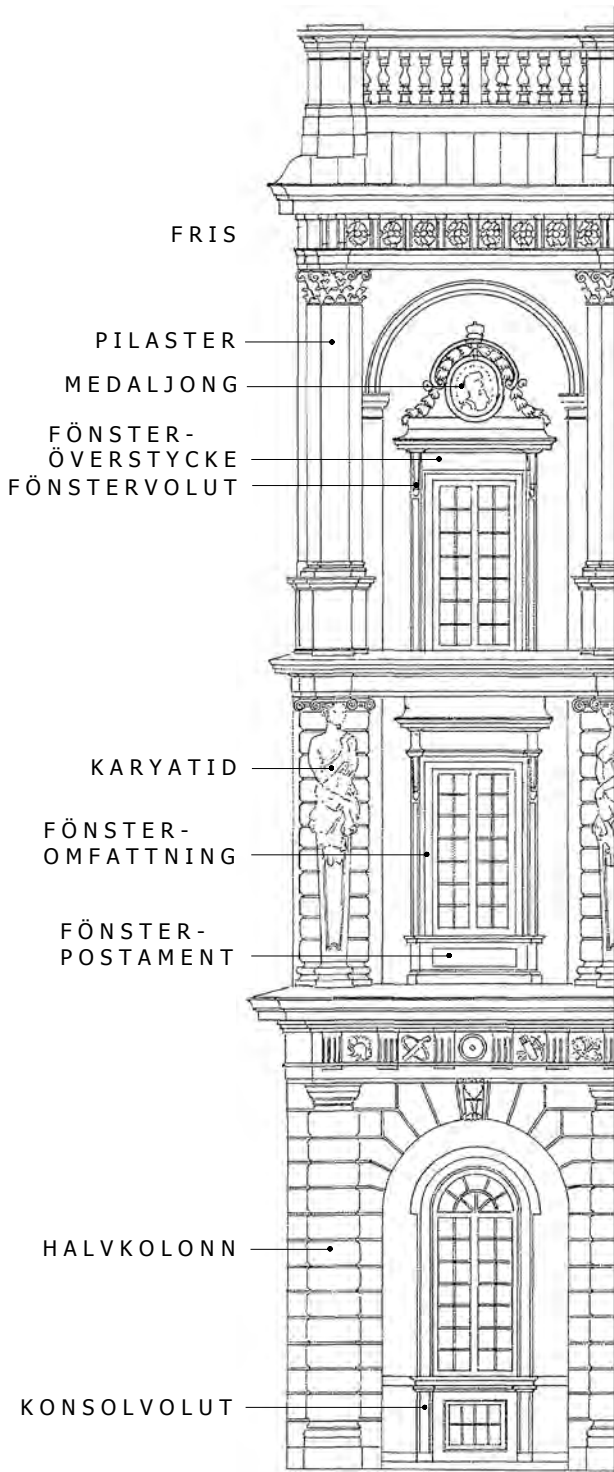 FRIS
PILASTER
MEDALJONG
FÖNSTER-
ÖVERSTYCKE
FÖNSTERVOLUT
KARYATID
FÖNSTER-
OMFATTNING
FÖNSTER-
POSTAMENT
HALVKOLONN
KONSOLVOLUT